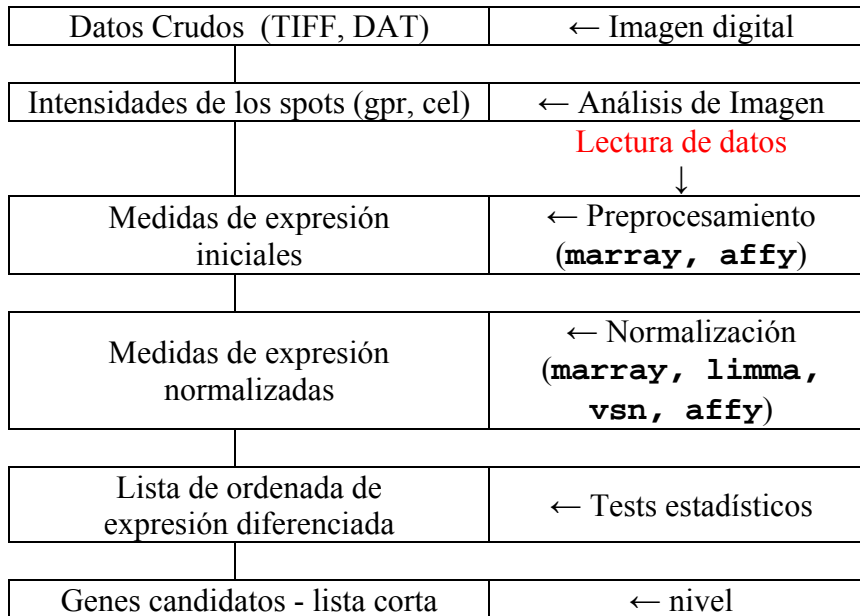 Datos Crudos (TIFF, DAT)
← Imagen digital
Intensidades de los spots (gpr, cel)
← Análisis de Imagen
Lectura de datos
↓
Medidas de expresión
iniciales
← Preprocesamiento
(marray, affy)
Medidas de expresión
normalizadas
← Normalización
(marray, limma,
vsn, affy)
Lista de ordenada de
expresión diferenciada
← Tests estadísticos
Genes candidatos - lista corta
← nivel